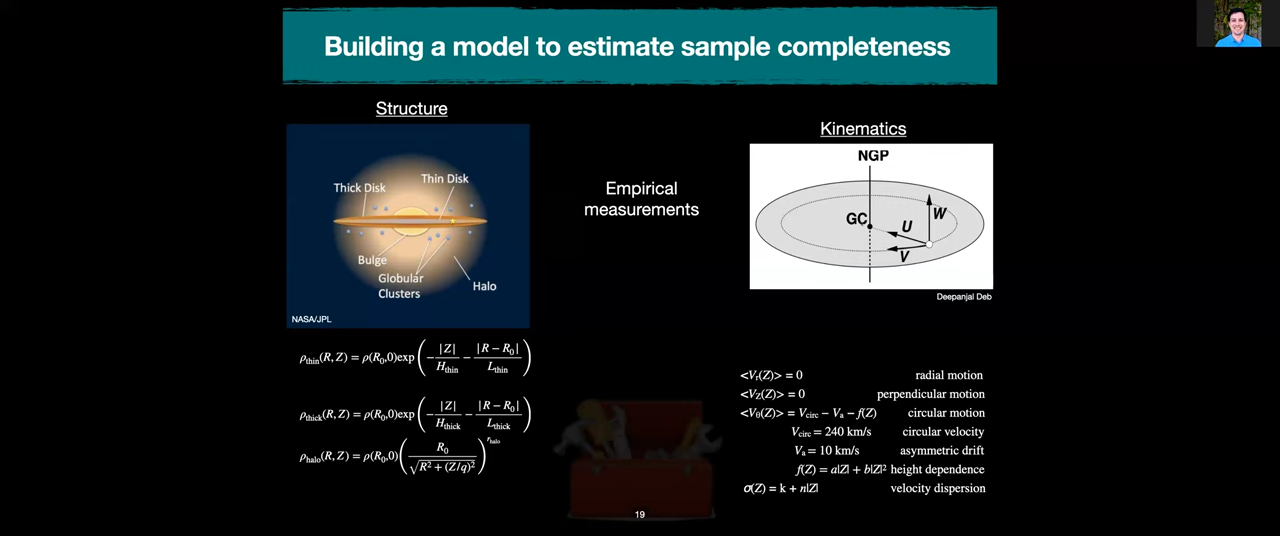 Building a model to estimate sample completeness
Structure
Thick Disk
Thin Disk
Bulge
Globular
Clusters
Halo
NASA/JPL
ρthin(R, Z) = ρ(R0,0)exp(−|Z|/Hthin − |R − R0|/Lthin)
ρthick(R, Z) = ρ(R0,0)exp(−|Z|/Hthick − |R − R0|/Lthick)
ρhalo(R, Z) = ρ(R0,0)(R0/√(R² + (Z/q)²))^rhalo
Empirical
measurements
Kinematics
NGP
GC
U
V
W
Deepanjal Deb
<Vr(Z)> = 0 radial motion
<VZ(Z)> = 0 perpendicular motion
<Vθ(Z)> = Vcirc − Va − f(Z) circular motion
Vcirc = 240 km/s circular velocity
Va = 10 km/s asymmetric drift
f(Z) = a|Z| + b|Z|² height dependence
σ(Z) = k + n|Z| velocity dispersion
19